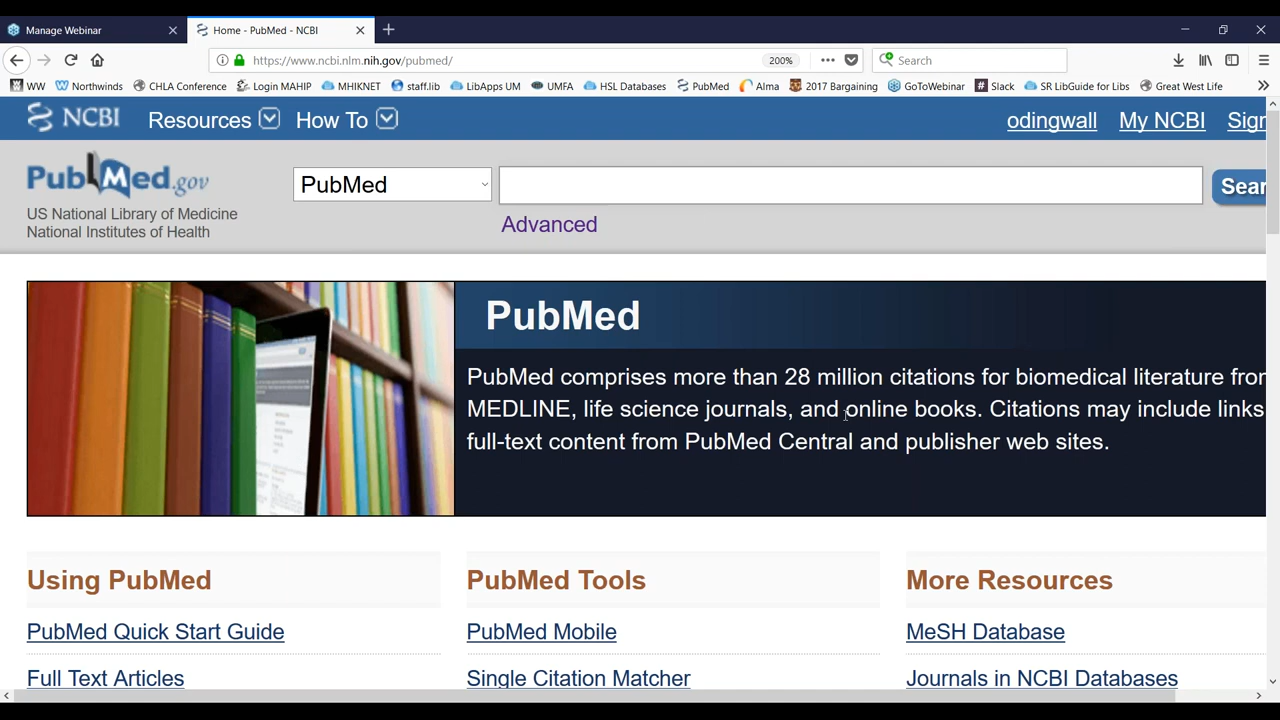 Manage Webinar
Home - PubMed - NCBI
https://www.ncbi.nlm.nih.gov/pubmed/
200%
Search
WW Northwinds CHLA Conference Login MAHIP MHIKNET staff.lib LibApps UM UMFA HSL Databases PubMed Alma 2017 Bargaining GoToWebinar Slack SR LibGuide for Libs Great West Life
NCBI Resources How To odingwall My NCBI Sign
PubMed.gov
US National Library of Medicine
National Institutes of Health
PubMed
Sear
Advanced
PubMed
PubMed comprises more than 28 million citations for biomedical literature from
MEDLINE, life science journals, and online books. Citations may include links
full-text content from PubMed Central and publisher web sites.
Using PubMed
PubMed Quick Start Guide
Full Text Articles
PubMed Tools
PubMed Mobile
Single Citation Matcher
More Resources
MeSH Database
Journals in NCBI Databases